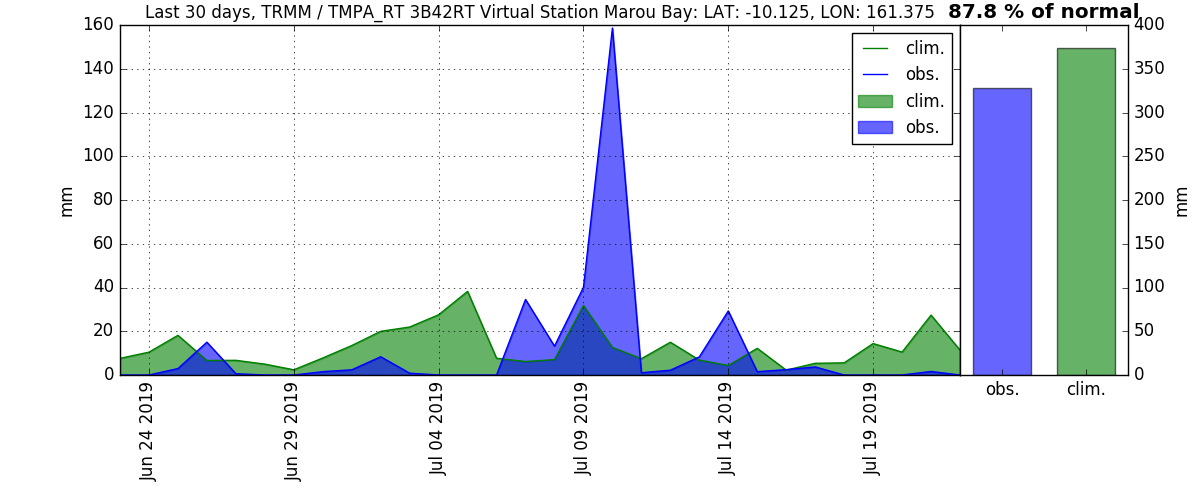 Last 30 days, TRMM / TMPA_RT 3B42RT Virtual Station Marou Bay: LAT: -10.125, LON: 161.375 87.8 % of normal
160
140
120
100
80
60
40
20
0
mm
clim.
obs.
clim.
obs.
400
350
300
250
200
150
100
50
0
mm
obs. clim.
Jun 24 2019
Jun 29 2019
Jul 04 2019
Jul 09 2019
Jul 14 2019
Jul 19 2019